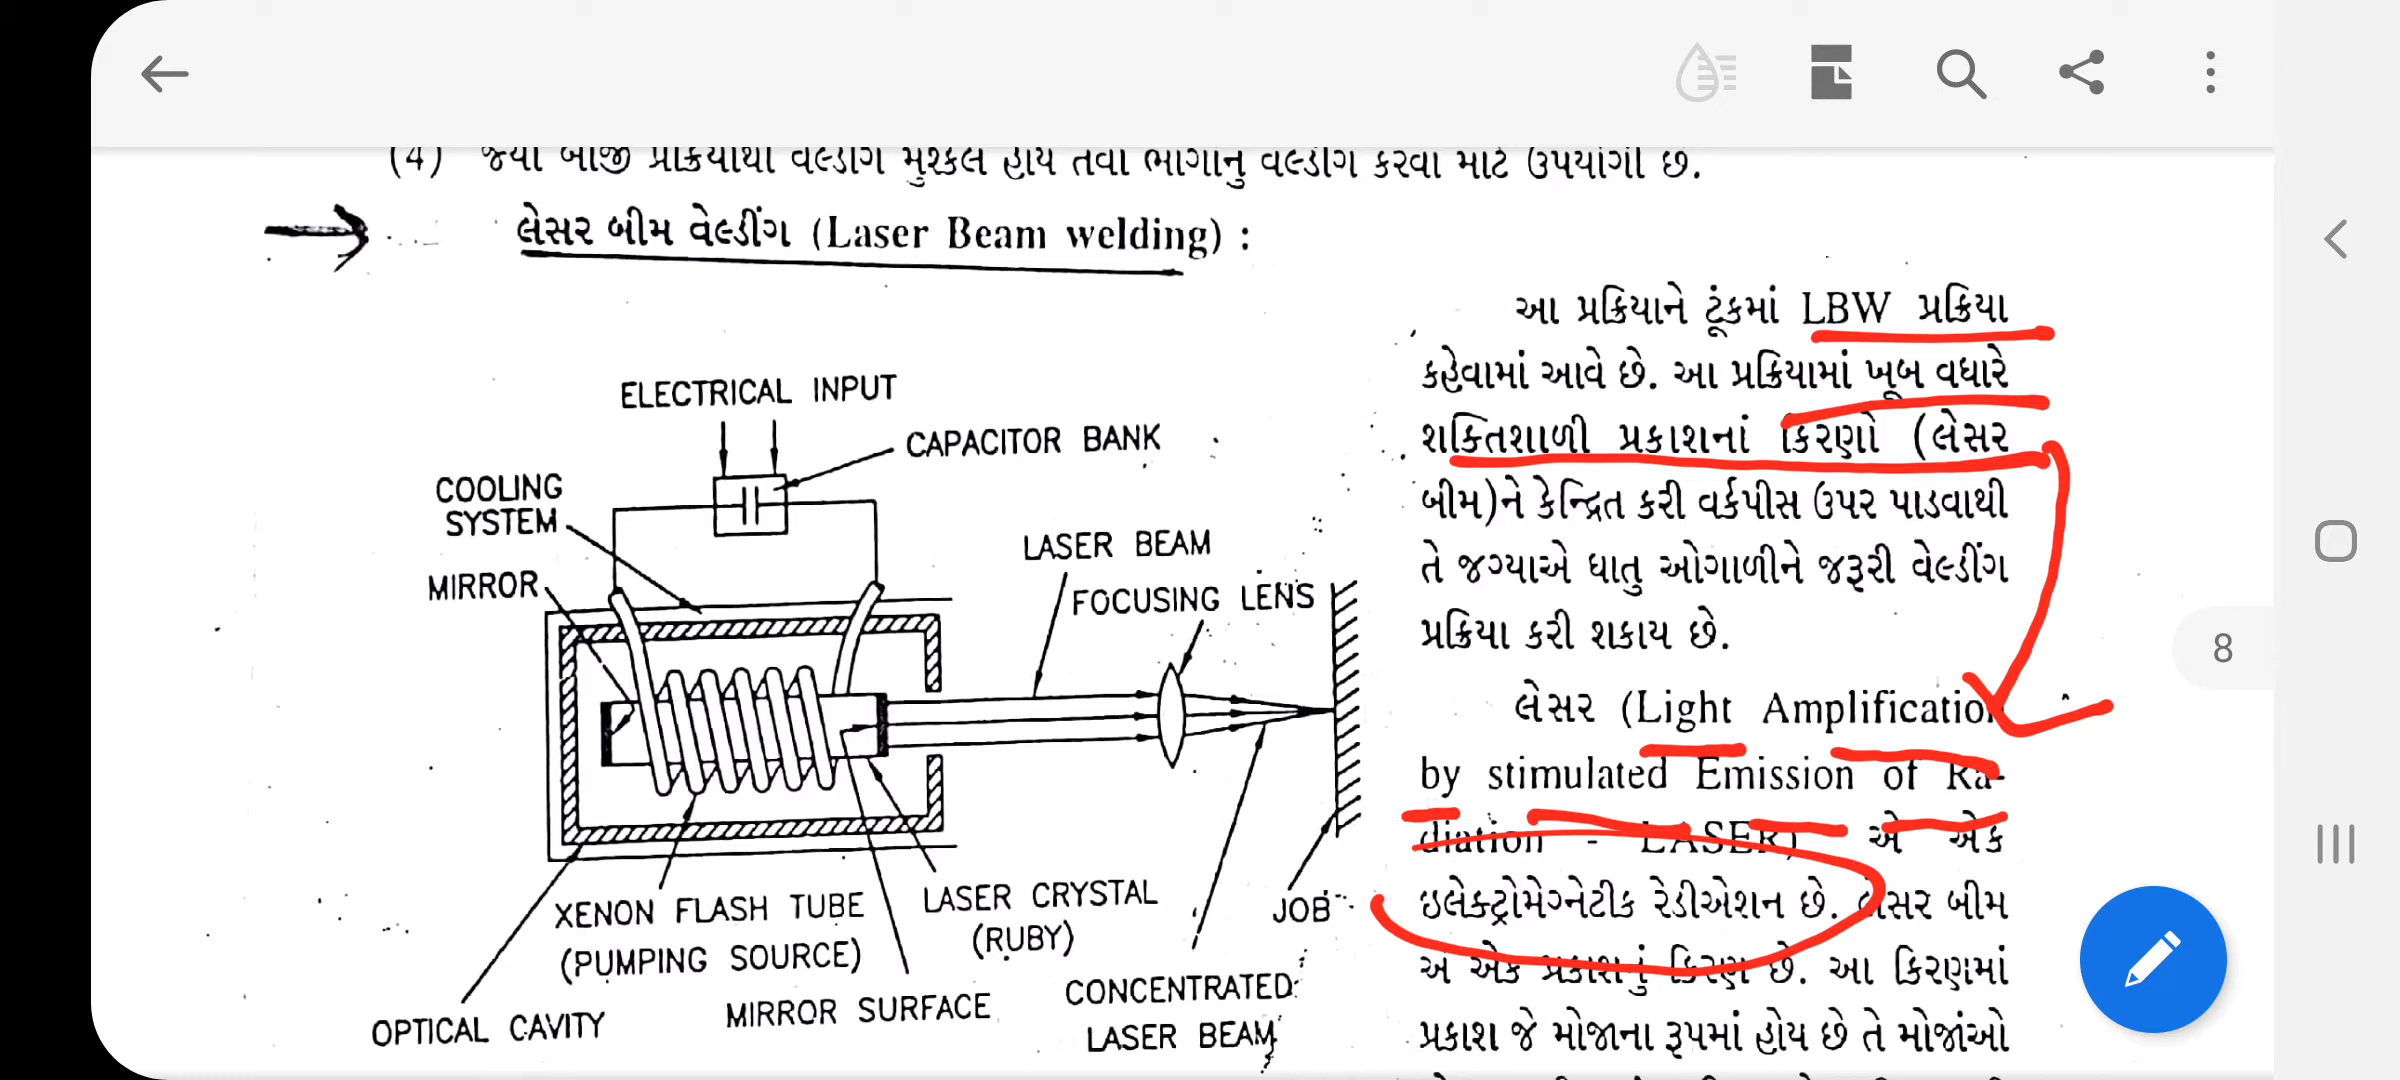 (4) જ્યાં બીજી પ્રક્રિયાથી વેલ્ડીંગ મુશ્કેલ હોય તેવા ભાગોનું વેલ્ડીંગ કરવા માટે ઉપયોગી છે.
લેસર બીમ વેલ્ડીંગ (Laser Beam welding) :
ELECTRICAL INPUT
CAPACITOR BANK
COOLING
SYSTEM
MIRROR
LASER BEAM
FOCUSING LENS
XENON FLASH TUBE
(PUMPING SOURCE)
LASER CRYSTAL
(RUBY)
JOB
OPTICAL CAVITY
MIRROR SURFACE
CONCENTRATED
LASER BEAM
આ પ્રક્રિયાને ટૂંકમાં LBW પ્રક્રિયા
કહેવામાં આવે છે. આ પ્રક્રિયામાં ખૂબ વધારે
શક્તિશાળી પ્રકાશનાં કિરણો (લેસર
બીમ)ને કેન્દ્રિત કરી વર્કપીસ ઉપર પાડવાથી
તે જગ્યાએ ધાતુ ઓગાળીને જરૂરી વેલ્ડીંગ
પ્રક્રિયા કરી શકાય છે.
લેસર (Light Amplification
by stimulated Emission of Ra-
diation - LASER) એ એક
ઇલેક્ટ્રોમેગ્નેટીક રેડીએશન છે. લેસર બીમ
એ એક પ્રકાશનું કિરણ છે. આ કિરણમાં
પ્રકાશ જે મોજાના રૂપમાં હોય છે તે મોજાંઓ
8